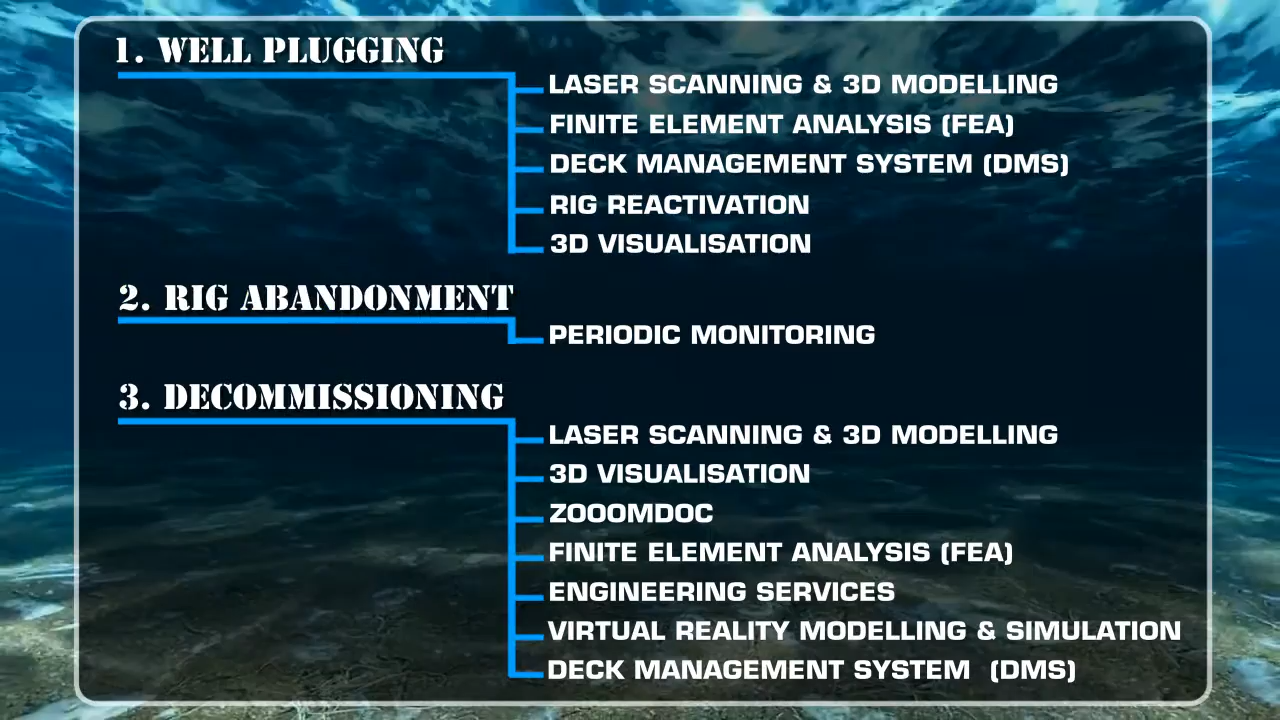 1. WELL PLUGGING
LASER SCANNING & 3D MODELLING
FINITE ELEMENT ANALYSIS (FEA)
DECK MANAGEMENT SYSTEM (DMS)
RIG REACTIVATION
3D VISUALISATION
2. RIG ABANDONMENT
PERIODIC MONITORING
3. DECOMMISSIONING
LASER SCANNING & 3D MODELLING
3D VISUALISATION
ZOOOMDOC
FINITE ELEMENT ANALYSIS (FEA)
ENGINEERING SERVICES
VIRTUAL REALITY MODELLING & SIMULATION
DECK MANAGEMENT SYSTEM (DMS)